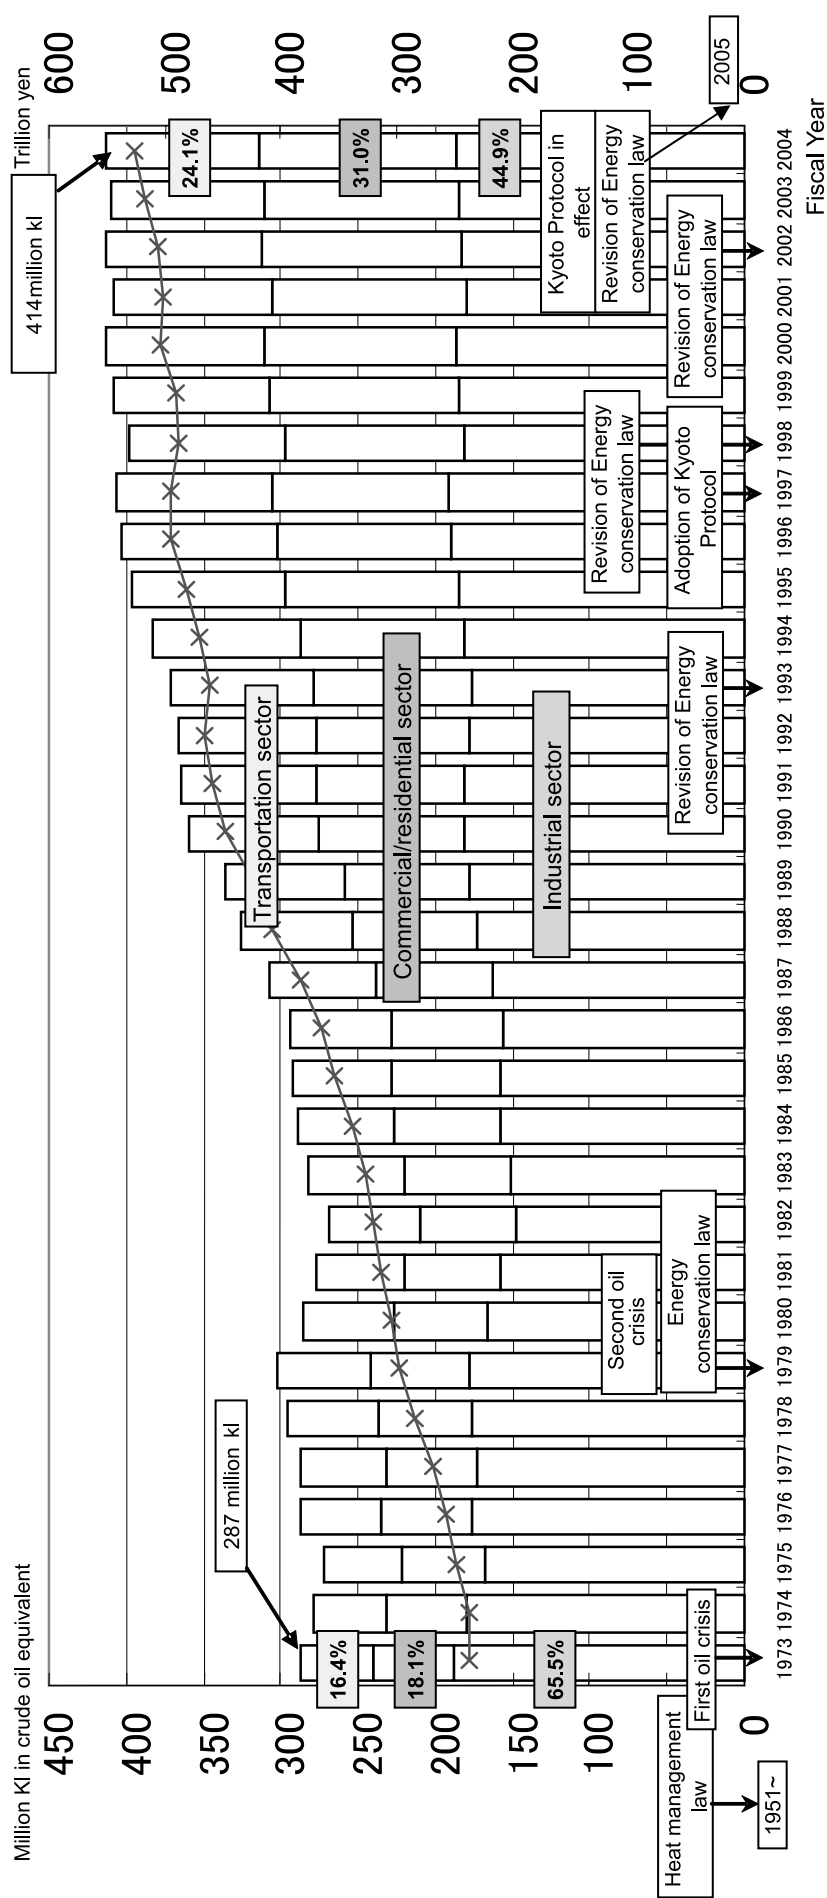 Million Kl in crude oil equivalent
Trillion yen
450
400
350
300
250
200
150
100
0
600
500
400
300
200
100
0
287 million kl
414million kl
16.4%
18.1%
65.5%
24.1%
31.0%
44.9%
Transportation sector
Commercial/residential sector
Industrial sector
Heat management
law
1951~
First oil crisis
Second oil
crisis
Energy
conservation law
Revision of Energy
conservation law
Adoption of Kyoto
Protocol
Revision of Energy
conservation law
Revision of Energy
conservation law
Kyoto Protocol in
effect
Revision of Energy
conservation law
2005
1973 1974 1975 1976 1977 1978 1979 1980 1981 1982 1983 1984 1985 1986 1987 1988 1989 1990 1991 1992 1993 1994 1995 1996 1997 1998 1999 2000 2001 2002 2003 2004
Fiscal Year